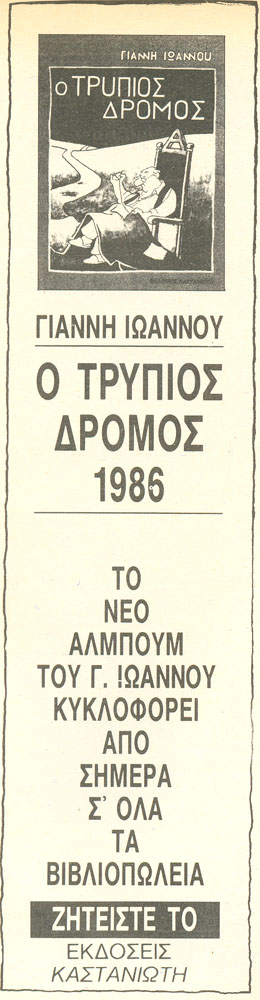 ΓΙΑΝΝΗ ΙΩΑΝΝΟΥ
Ο ΤΡΥΠΙΟΣ
ΔΡΟΜΟΣ
ΓΙΑΝΝΗ ΙΩΑΝΝΟΥ
Ο ΤΡΥΠΙΟΣ
ΔΡΟΜΟΣ
1986
ΤΟ
ΝΕΟ
ΑΛΜΠΟΥΜ
ΤΟΥ Γ. ΙΩΑΝΝΟΥ
ΚΥΚΛΟΦΟΡΕΙ
ΑΠΟ
ΣΗΜΕΡΑ
Σ' ΟΛΑ
ΤΑ
ΒΙΒΛΙΟΠΩΛΕΙΑ
ΖΗΤΕΙΣΤΕ ΤΟ
ΕΚΔΟΣΕΙΣ
ΚΑΣΤΑΝΙΩΤΗ